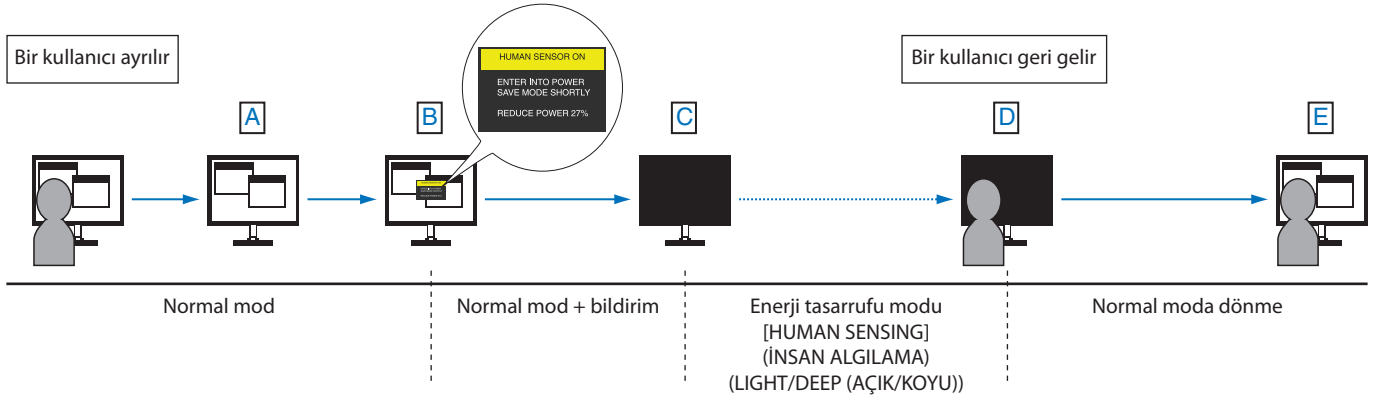 Bir kullanıcı ayrılır
HUMAN SENSOR ON
ENTER İNTO POWER
SAVE MODE SHORTLY
REDUCE POWER 27%
Bir kullanıcı geri gelir
A
B
C
D
E
Normal mod
Normal mod + bildirim
Enerji tasarrufu modu
[HUMAN SENSING]
(İNSAN ALGILAMA)
(LIGHT/DEEP (AÇIK/KOYU))
Normal moda dönme